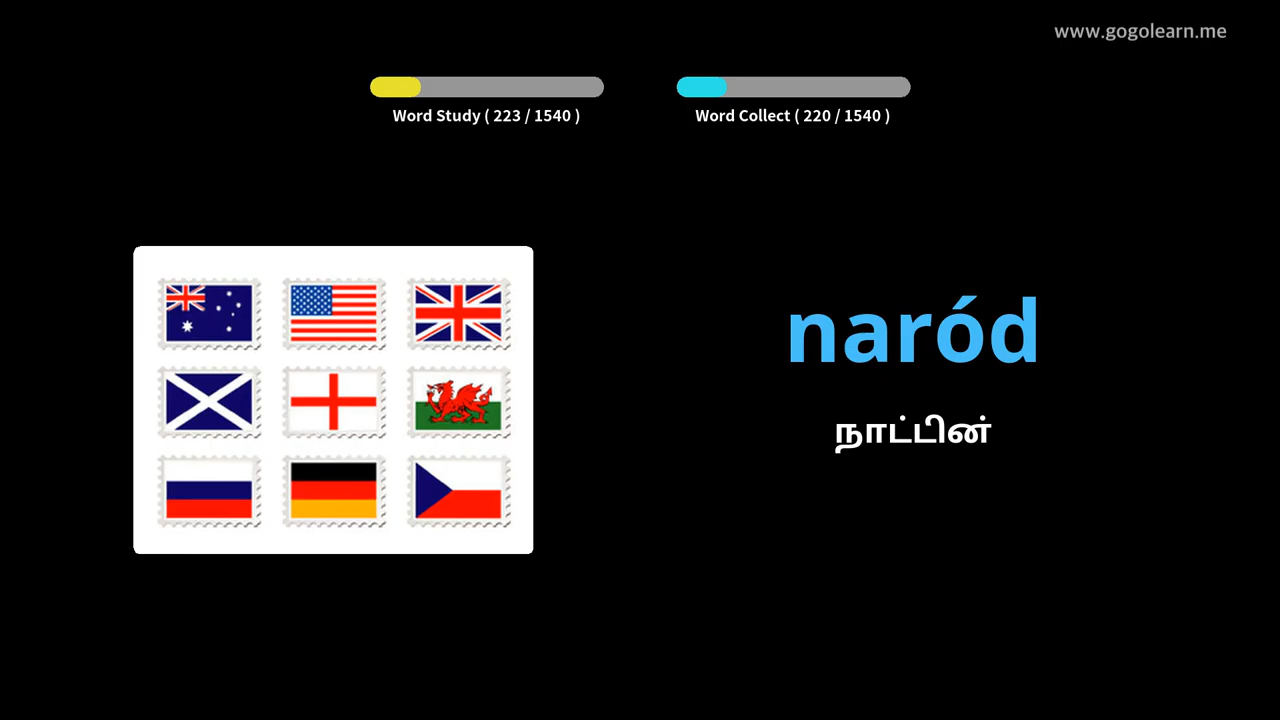 www.gogolearn.me
Word Study ( 223 / 1540 )
Word Collect ( 220 / 1540 )
naród
நாட்டின்